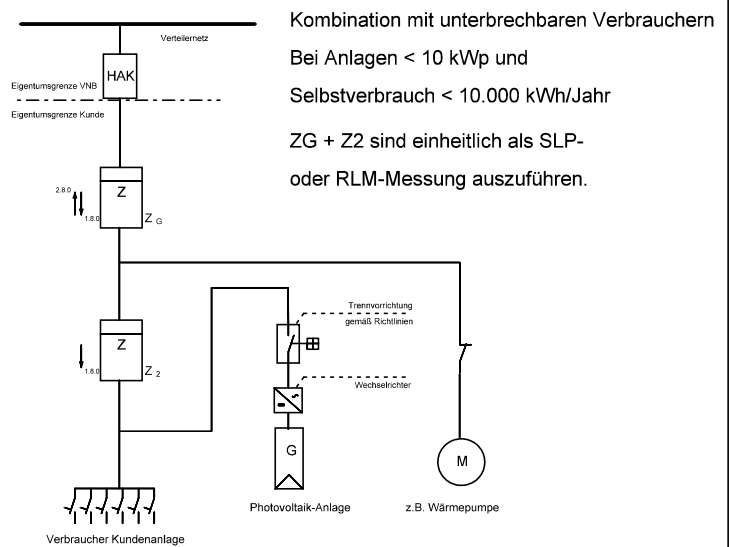 Kombination mit unterbrechbaren Verbrauchern
Bei Anlagen < 10 kWp und
Selbstverbrauch < 10.000 kWh/Jahr
ZG + Z2 sind einheitlich als SLP-
oder RLM-Messung auszuführen.
Verteilernetz
HAK
Eigentumsgrenze VNB
Eigentumsgrenze Kunde
Z
2.8.0
1.8.0
Z G
Trennvorrichtung
gemäß Richtlinien
Z
1.8.0
Z 2
Wechselrichter
G
M
Photovoltaik-Anlage
z.B. Wärmepumpe
Verbraucher Kundenanlage